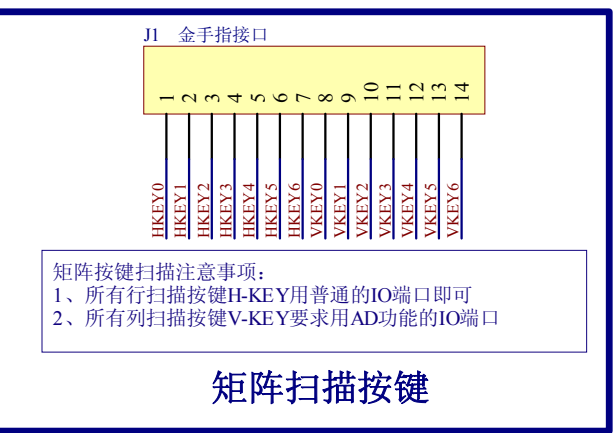 J1 金手指接口
1 2 3 4 5 6 7 8 9 10 11 12 13 14
HKEY0
HKEY1
HKEY2
HKEY3
HKEY4
HKEY5
HKEY6
VKEY0
VKEY1
VKEY2
VKEY3
VKEY4
VKEY5
VKEY6
矩阵按键扫描注意事项：
1、所有行扫描按键H-KEY用普通的IO端口即可
2、所有列扫描按键V-KEY要求用AD功能的IO端口
矩阵扫描按键